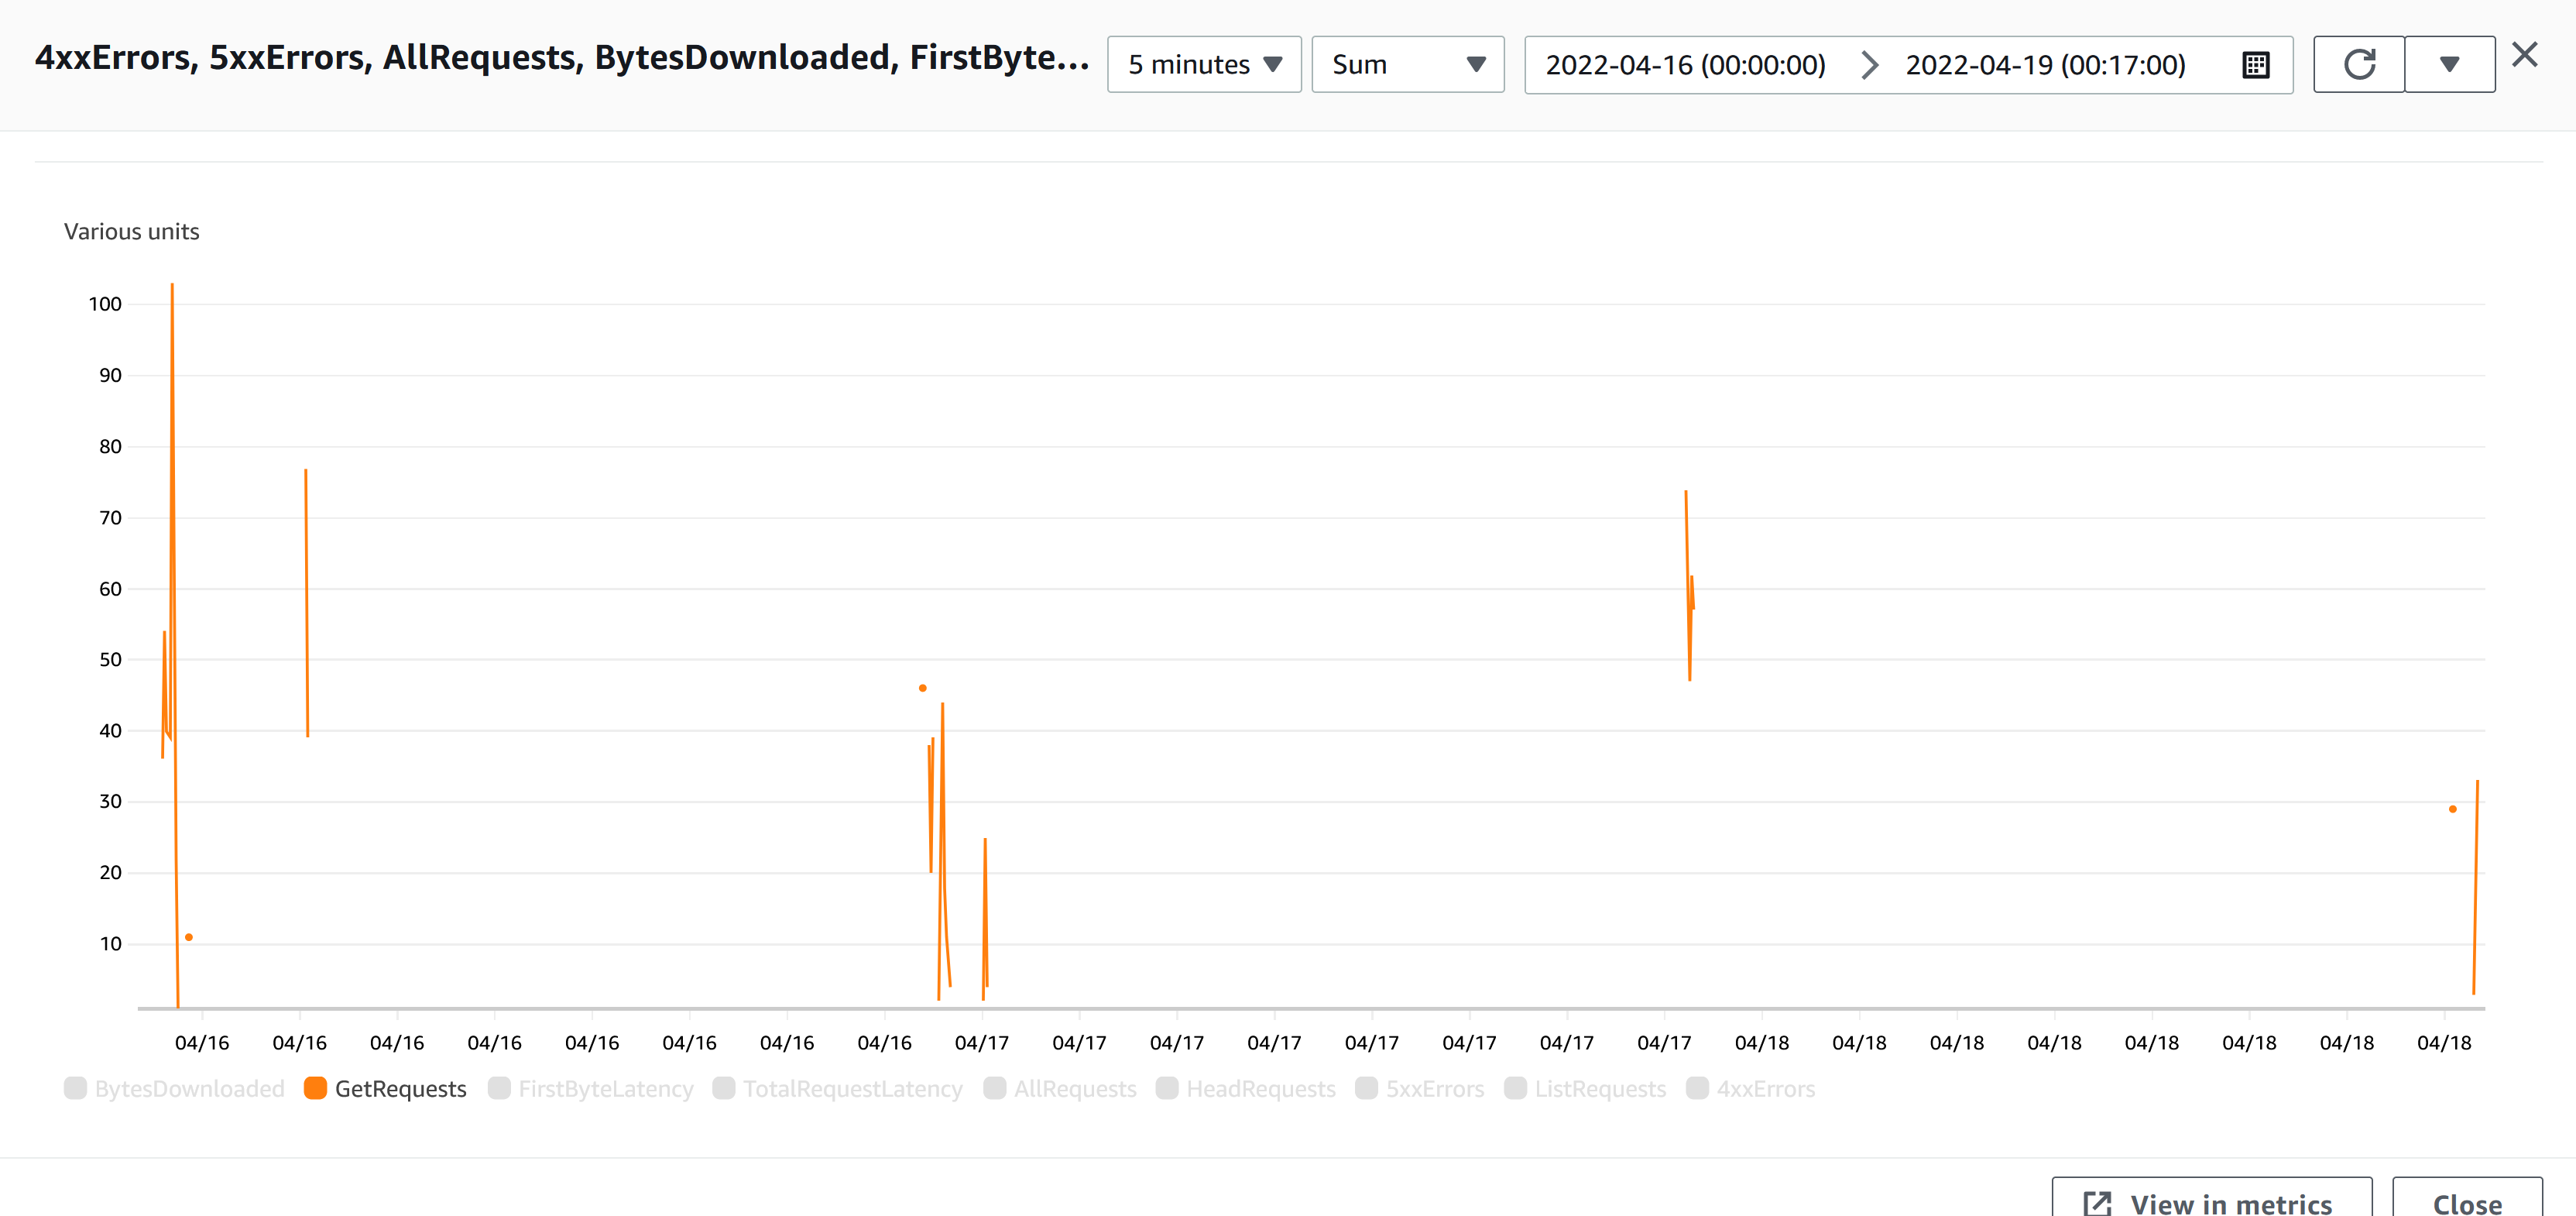 4xxErrors, 5xxErrors, AllRequests, BytesDownloaded, FirstByte... 5 minutes Sum 2022-04-16 (00:00:00) 2022-04-19 (00:17:00)
Various units
100
90
80
70
60
50
40
30
20
10
04/16 04/16 04/16 04/16 04/16 04/16 04/16 04/16 04/17 04/17 04/17 04/17 04/17 04/17 04/17 04/17 04/18 04/18 04/18 04/18 04/18 04/18 04/18 04/18
BytesDownloaded GetRequests FirstByteLatency TotalRequestLatency AllRequests HeadRequests 5xxErrors ListRequests 4xxErrors
View in metrics Close